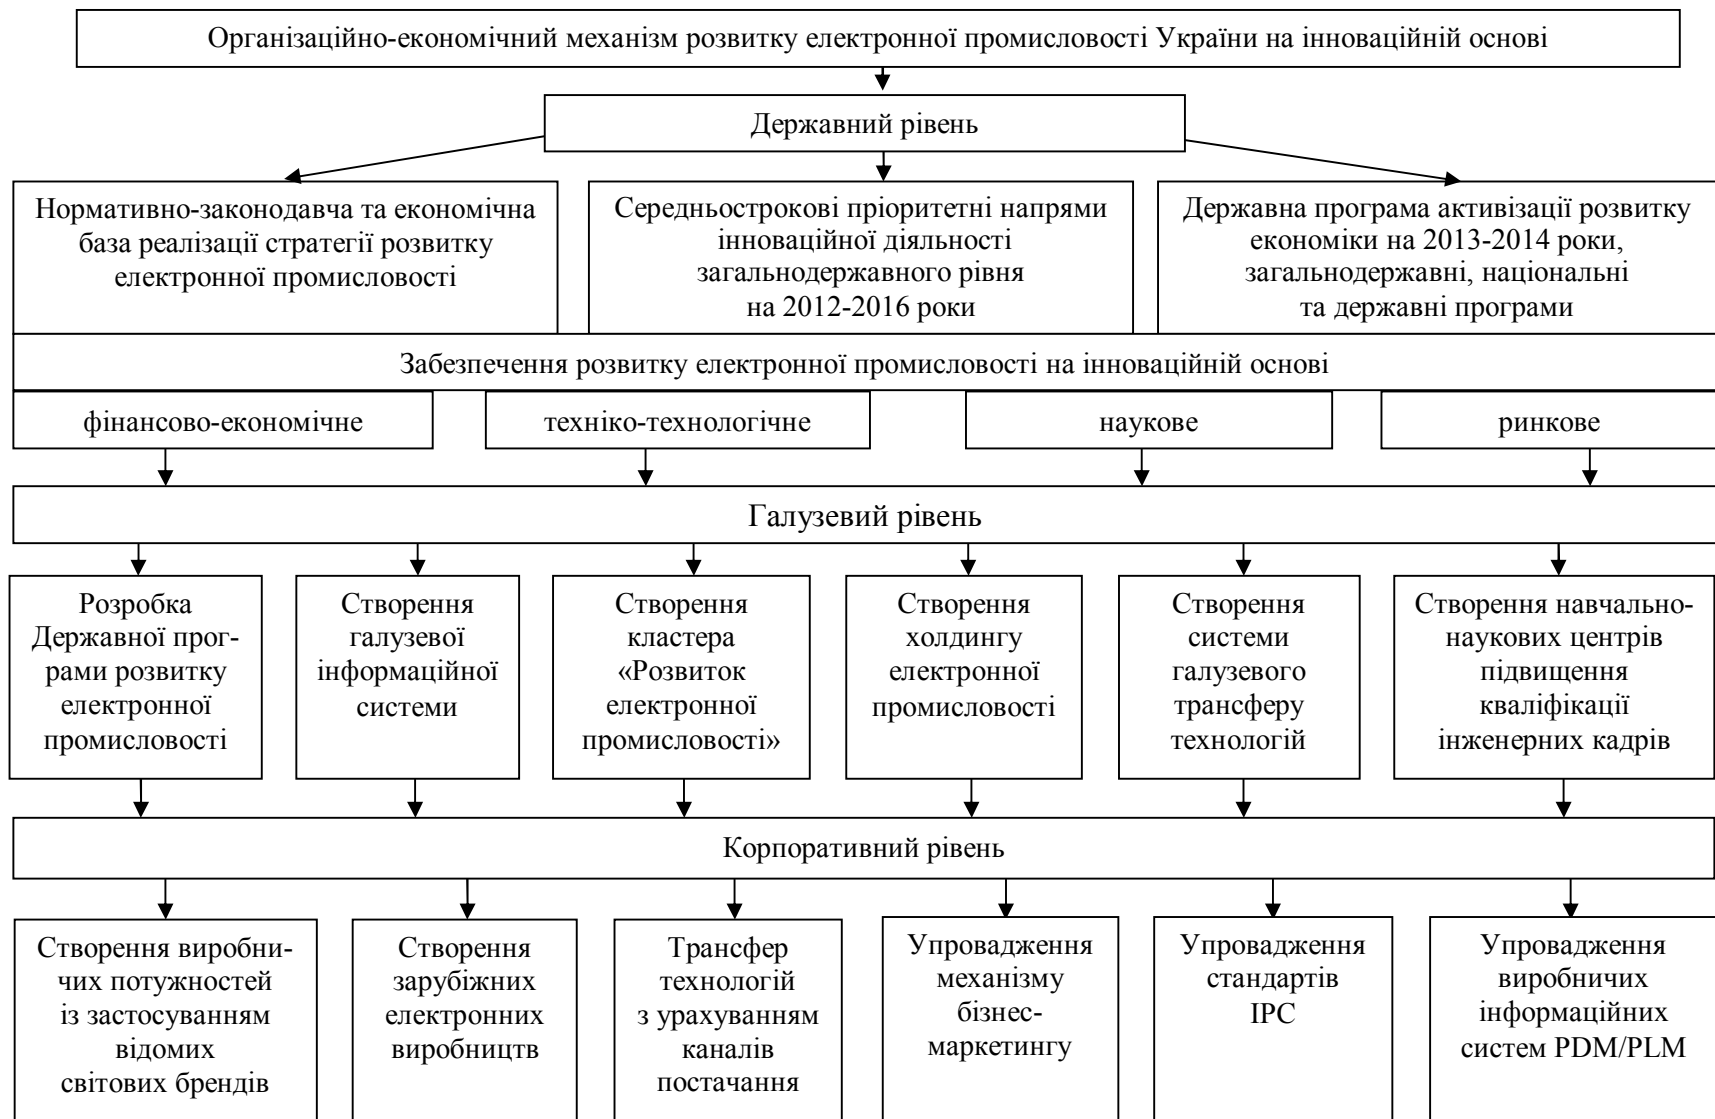 Організаційно-економічний механізм розвитку електронної промисловості України на інноваційній основі
Державний рівень
Нормативно-законодавча та економічна
база реалізації стратегії розвитку
електронної промисловості
Середньострокові пріоритетні напрями
інноваційної діяльності
загальнодержавного рівня
на 2012-2016 роки
Державна програма активізації розвитку
економіки на 2013-2014 роки,
загальнодержавні, національні
та державні програми
Забезпечення розвитку електронної промисловості на інноваційній основі
фінансово-економічне
техніко-технологічне
наукове
ринкове
Галузевий рівень
Розробка
Державної прог-
рами розвитку
електронної
промисловості
Створення
галузевої
інформаційної
системи
Створення
кластера
«Розвиток
електронної
промисловості»
Створення
холдингу
електронної
промисловості
Створення
системи
галузевого
трансферу
технологій
Створення навчально-
наукових центрів
підвищення
кваліфікації
інженерних кадрів
Корпоративний рівень
Створення виробни-
чих потужностей
із застосуванням
відомих
світових брендів
Створення
зарубіжних
електронних
виробництв
Трансфер
технологій
з урахуванням
каналів
постачання
Упровадження
механізму
бізнес-
маркетингу
Упровадження
стандартів
IPC
Упровадження
виробничих
інформаційних
систем PDM/PLM